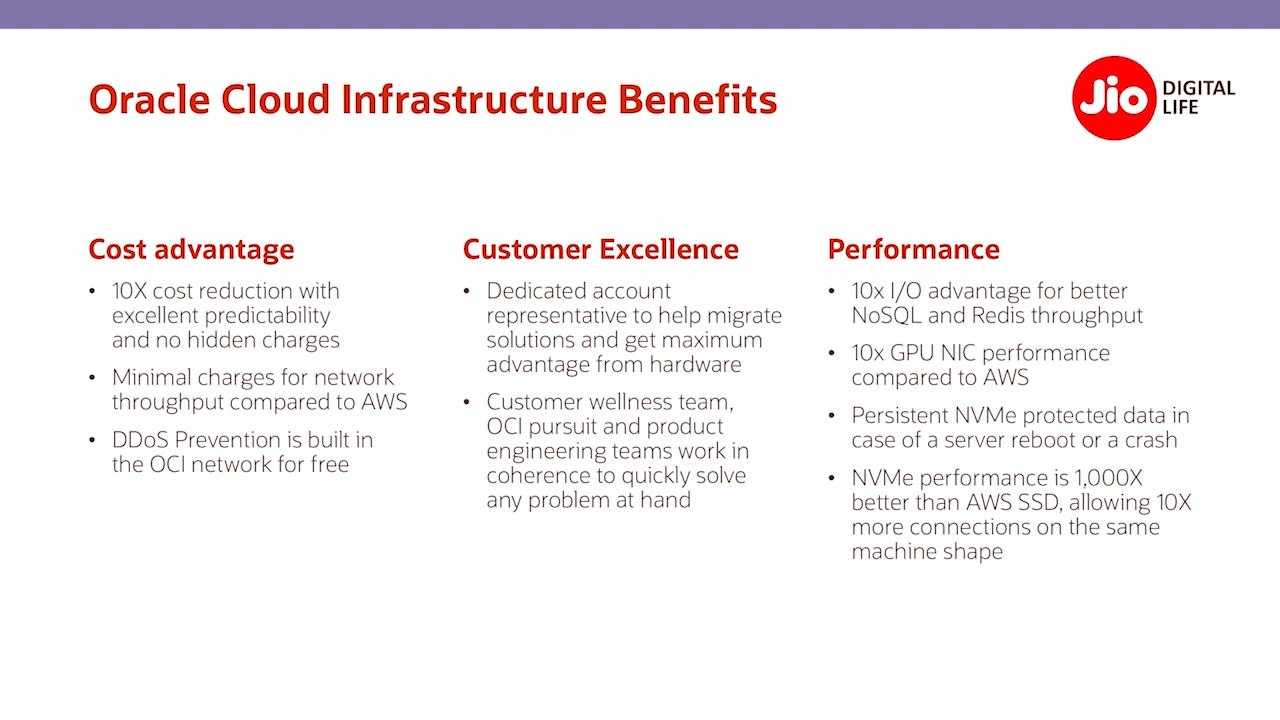 Oracle Cloud Infrastructure Benefits
Jio
DIGITAL
LIFE
Cost advantage
• 10X cost reduction with
excellent predictability
and no hidden charges
• Minimal charges for network
throughput compared to AWS
• DDoS Prevention is built in
the OCI network for free
Customer Excellence
• Dedicated account
representative to help migrate
solutions and get maximum
advantage from hardware
• Customer wellness team,
OCI pursuit and product
engineering teams work in
coherence to quickly solve
any problem at hand
Performance
• 10x I/O advantage for better
NoSQL and Redis throughput
• 10x GPU NIC performance
compared to AWS
• Persistent NVMe protected data in
case of a server reboot or a crash
• NVMe performance is 1,000X
better than AWS SSD, allowing 10X
more connections on the same
machine shape